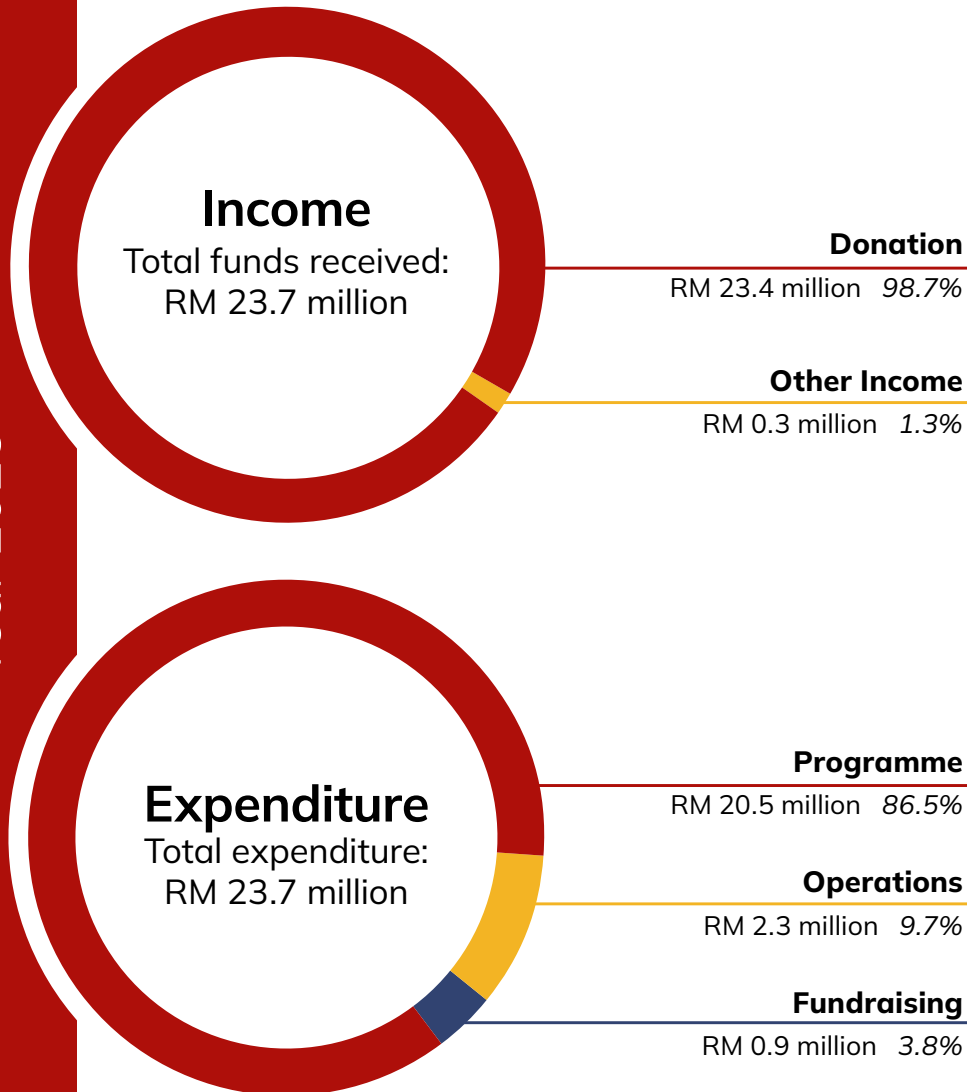 Income
Total funds received:
RM 23.7 million
Donation
RM 23.4 million 98.7%
Other Income
RM 0.3 million 1.3%
Expenditure
Total expenditure:
RM 23.7 million
Programme
RM 20.5 million 86.5%
Operations
RM 2.3 million 9.7%
Fundraising
RM 0.9 million 3.8%